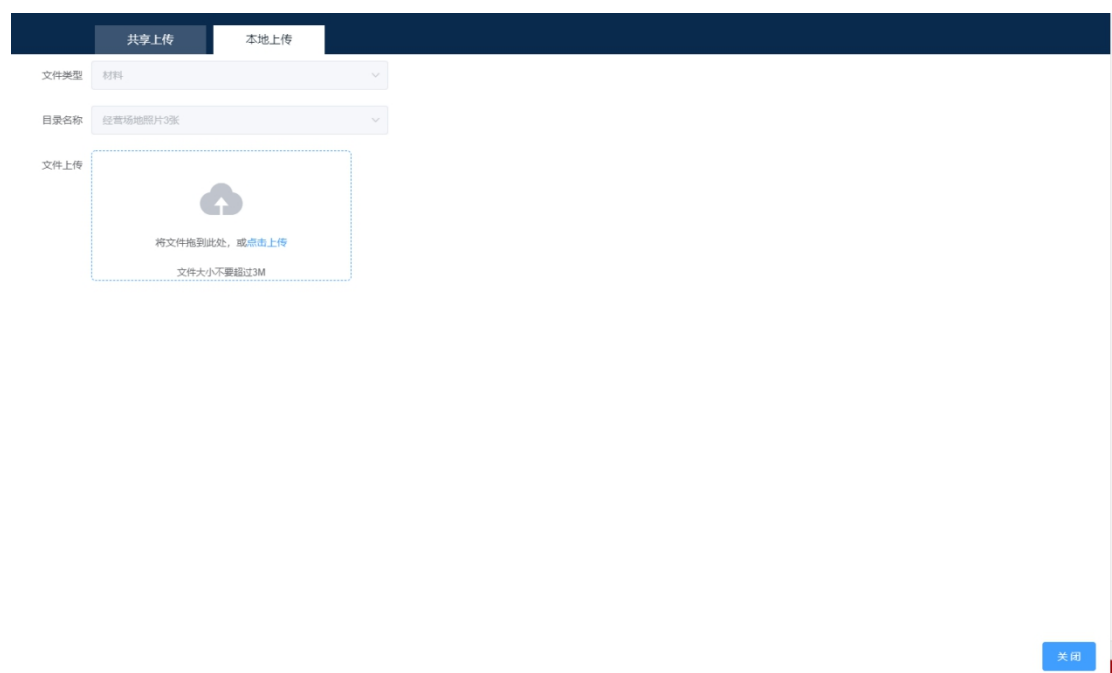 共享上传 本地上传
文件类型 材料
目录名称 经营场地照片3张
文件上传
将文件拖到此处，或点击上传
文件大小不要超过3M
关闭